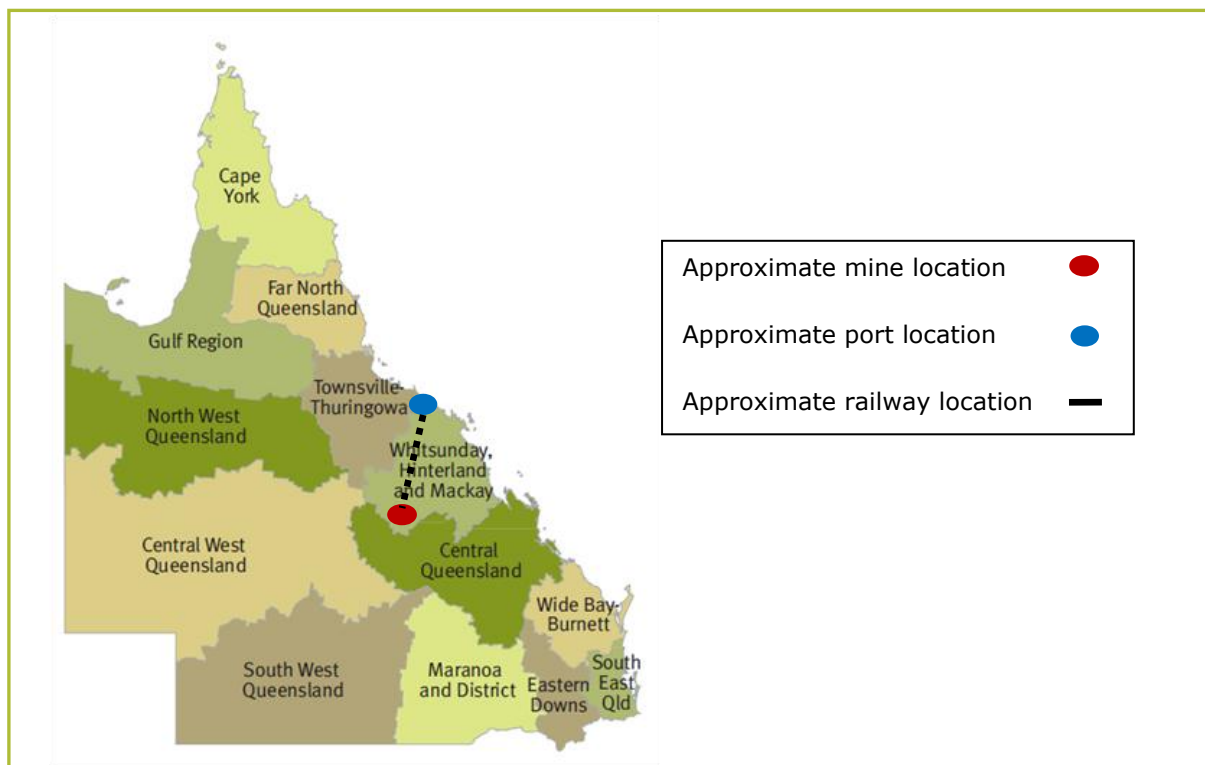 Cape
York
Far North
Queensland
Gulf Region
Townsville-
Thuringowa
North West
Queensland
Whitsunday,
Hinterland
and Mackay
Central West
Queensland
Central
Queensland
Wide Bay-
Burnett
South West
Queensland
Maranoa
and District
Eastern
Downs
South
East
Qld
Approximate mine location
Approximate port location
Approximate railway location